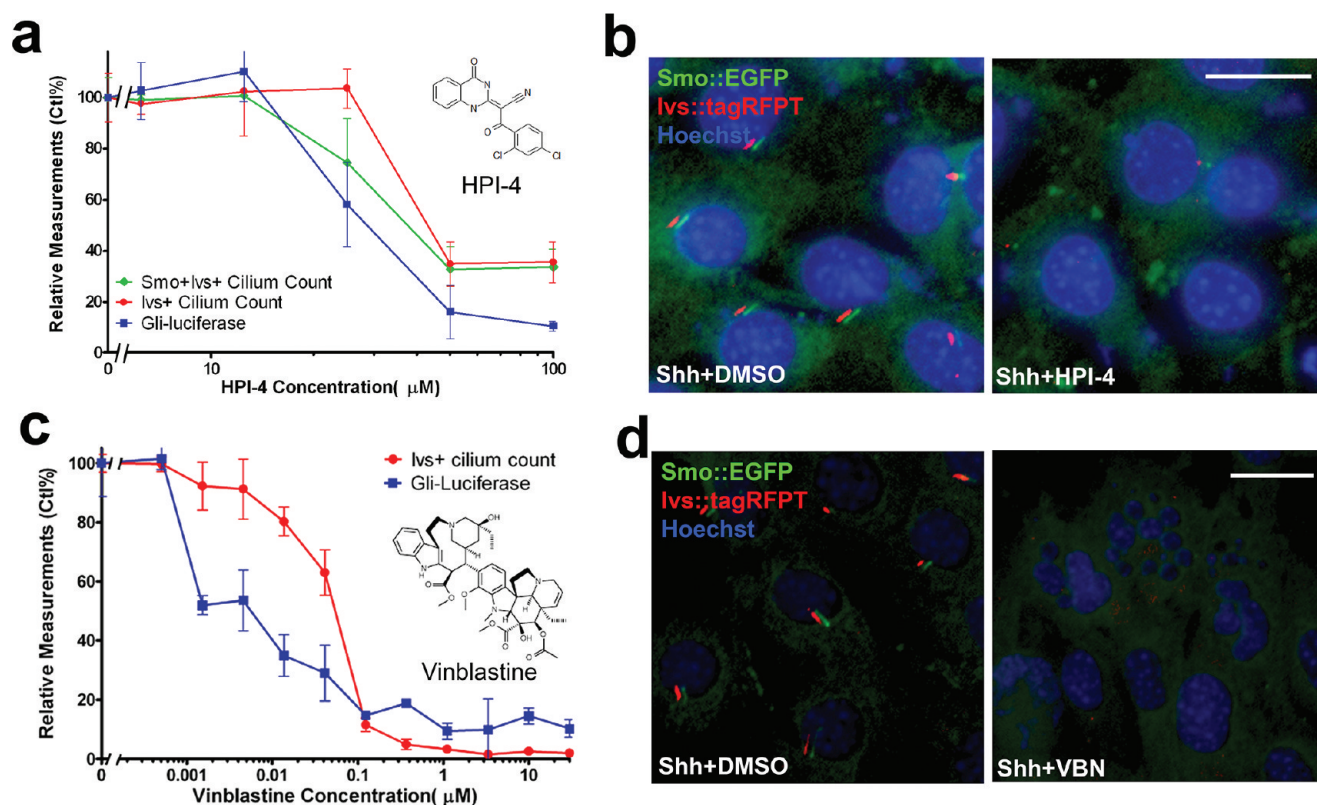 a
Relative Measurements (Ctl%)
100
80
60
40
20
0
0
10
100
HPI-4 Concentration( μM)
Smo+Ivs+ Cilium Count
Ivs+ Cilium Count
Gli-luciferase
O
N
N
N
O
Cl
Cl
HPI-4
b
Smo::EGFP
Ivs::tagRFPT
Hoechst
Shh+DMSO
Shh+HPI-4
c
Relative Measurements (Ctl%)
100
80
60
40
20
0
0
0.001
0.01
0.1
1
10
Vinblastine Concentration( μM)
Ivs+ cilium count
Gli-Luciferase
Vinblastine
d
Smo::EGFP
Ivs::tagRFPT
Hoechst
Shh+DMSO
Shh+VBN